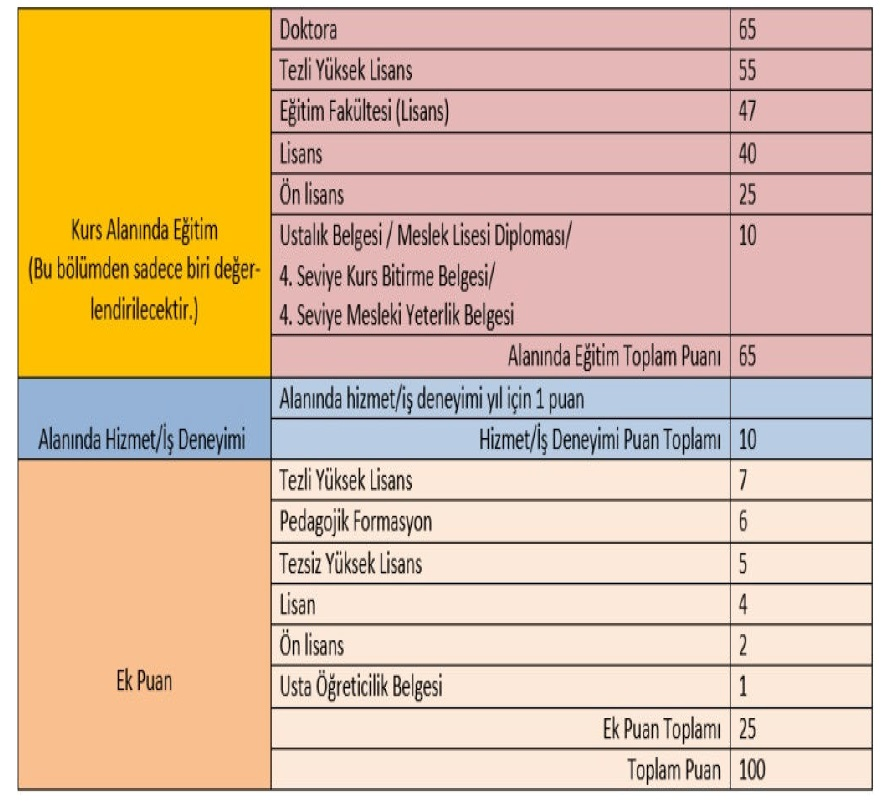 Kurs Alanında Eğitim
(Bu bölümden sadece biri değer-
lendirilecektir.)
Doktora 65
Tezli Yüksek Lisans 55
Eğitim Fakültesi (Lisans) 47
Lisans 40
Ön lisans 25
Ustalık Belgesi / Meslek Lisesi Diploması/ 10
4. Seviye Kurs Bitirme Belgesi/
4. Seviye Mesleki Yeterlik Belgesi
Alanında Eğitim Toplam Puanı 65
Alanında Hizmet/İş Deneyimi
Alanında hizmet/iş deneyimi yıl için 1 puan
Hizmet/İş Deneyimi Puan Toplamı 10
Ek Puan
Tezli Yüksek Lisans 7
Pedagojik Formasyon 6
Tezsiz Yüksek Lisans 5
Lisan 4
Ön lisans 2
Usta Öğreticilik Belgesi 1
Ek Puan Toplamı 25
Toplam Puan 100